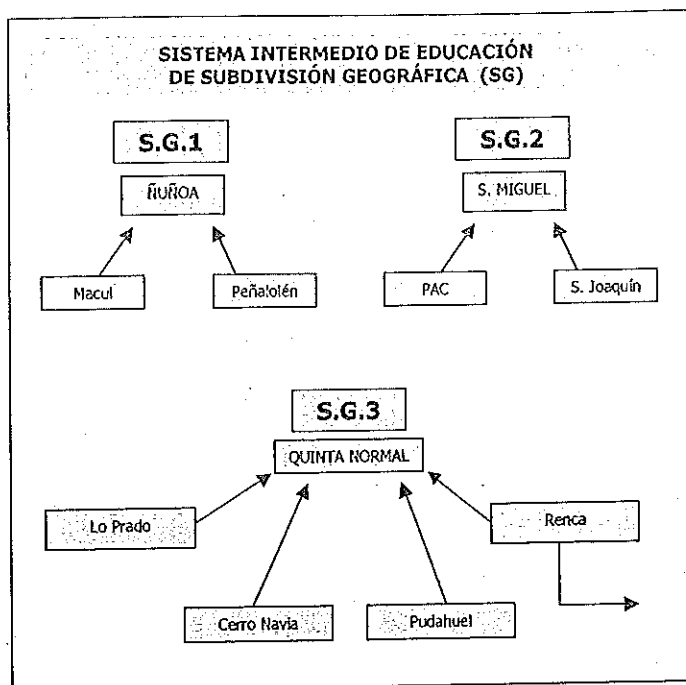 SISTEMA INTERMEDIO DE EDUCACIÓN
DE SUBDIVISIÓN GEOGRÁFICA (SG)
S.G.1
ÑUÑOA
Macul
Peñalolén
S.G.2
S. MIGUEL
PAC
S. Joaquín
S.G.3
QUINTA NORMAL
Lo Prado
Renca
Cerro Navia
Pudahuel